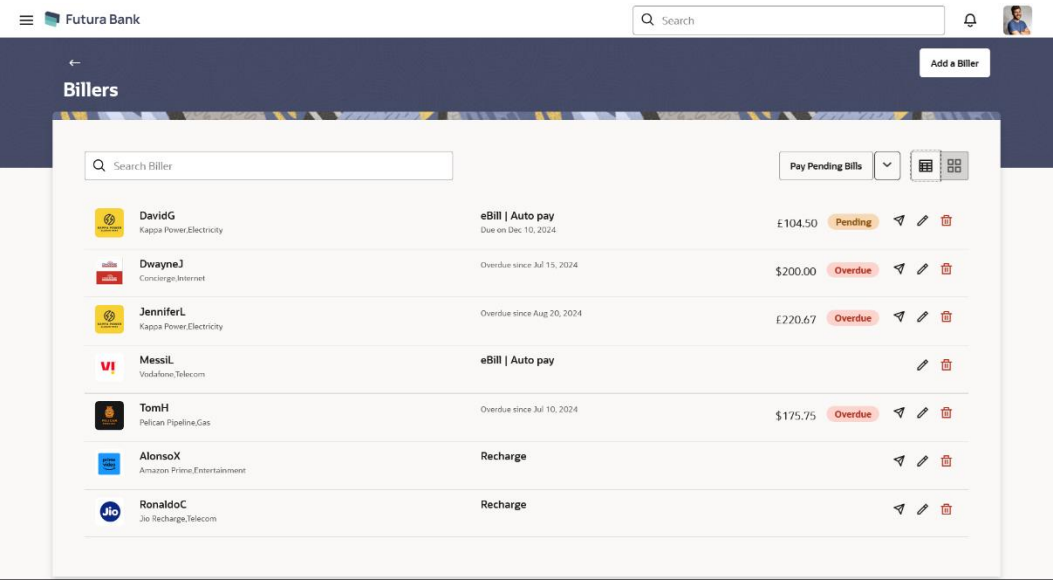 Futura Bank
Search
Add a Biller
Billers
Search Biller
Pay Pending Bills
DavidG
Kappa Power,Electricity
eBill | Auto pay
Due on Dec 10, 2024
£104.50
Pending
DwayneJ
Concierge,Internet
Overdue since Jul 15, 2024
$200.00
Overdue
JenniferL
Kappa Power,Electricity
Overdue since Aug 20, 2024
£220.67
Overdue
MessiL
Vodafone,Telecom
eBill | Auto pay
TomH
Pelican Pipeline,Gas
Overdue since Jul 10, 2024
$175.75
Overdue
AlonsoX
Amazon Prime,Entertainment
Recharge
Jio
RonaldoC
Jio Recharge,Telecom
Recharge